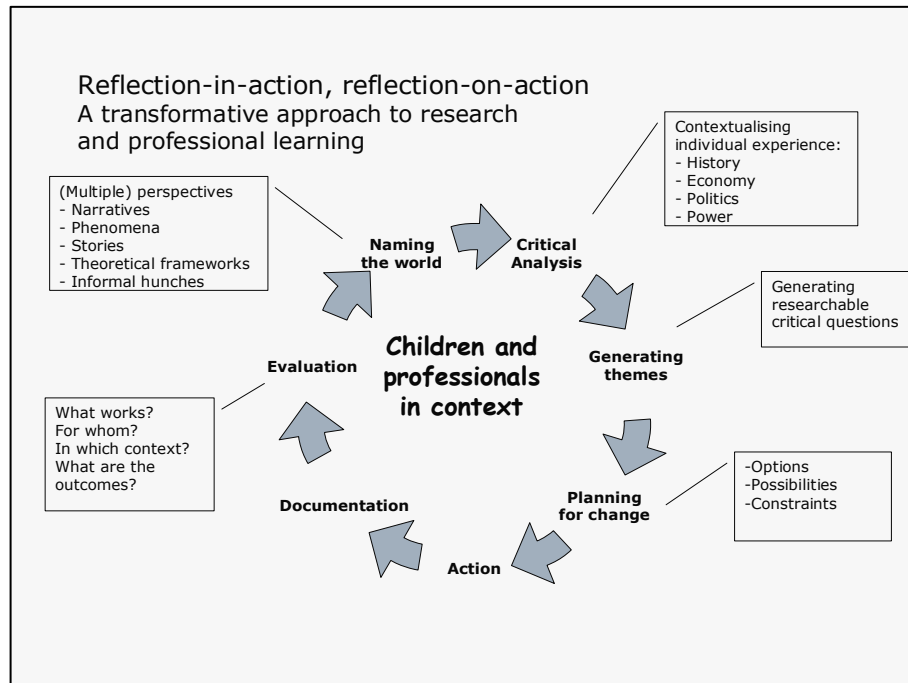 Reflection-in-action, reflection-on-action
A transformative approach to research
and professional learning
Contextualising
individual experience:
- History
- Economy
- Politics
- Power
(Multiple) perspectives
- Narratives
- Phenomena
- Stories
- Theoretical frameworks
- Informal hunches
Naming
the world
Critical
Analysis
Generating
researchable
critical questions
Generating
themes
Children and
professionals
in context
Evaluation
What works?
For whom?
In which context?
What are the
outcomes?
Planning
for change
-Options
-Possibilities
-Constraints
Documentation
Action